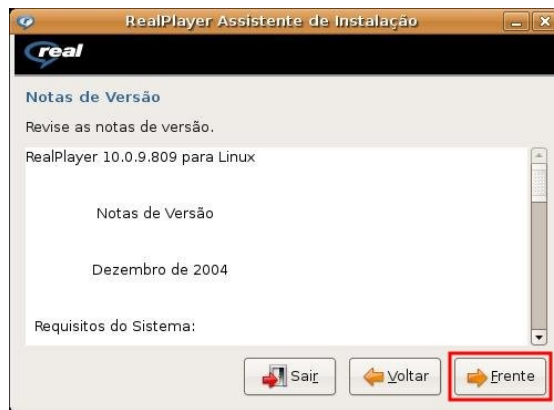 RealPlayer Assistente de Instalação
real
Notas de Versão
Revise as notas de versão.
RealPlayer 10.0.9.809 para Linux
Notas de Versão
Dezembro de 2004
Requisitos do Sistema:
Sair
Voltar
Frente